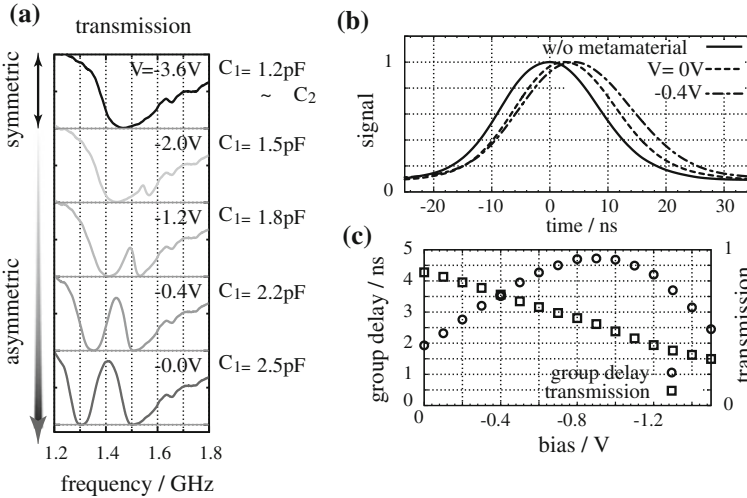 (a)
transmission
symmetric
asymmetric
V=-3.6V
C1=1.2pF
~ C2
-2.0V
C1=1.5pF
-1.2V
C1=1.8pF
-0.4V
C1=2.2pF
-0.0V
C1=2.5pF
1.2 1.4 1.6 1.8
frequency / GHz
(b)
signal
1
0
w/o metamaterial
V= 0V
-0.4V
-20 -10 0 10 20 30
time / ns
(c)
group delay / ns
5
4
3
2
1
0
group delay
transmission
0 -0.4 -0.8 -1.2
bias / V
1
0
transmission